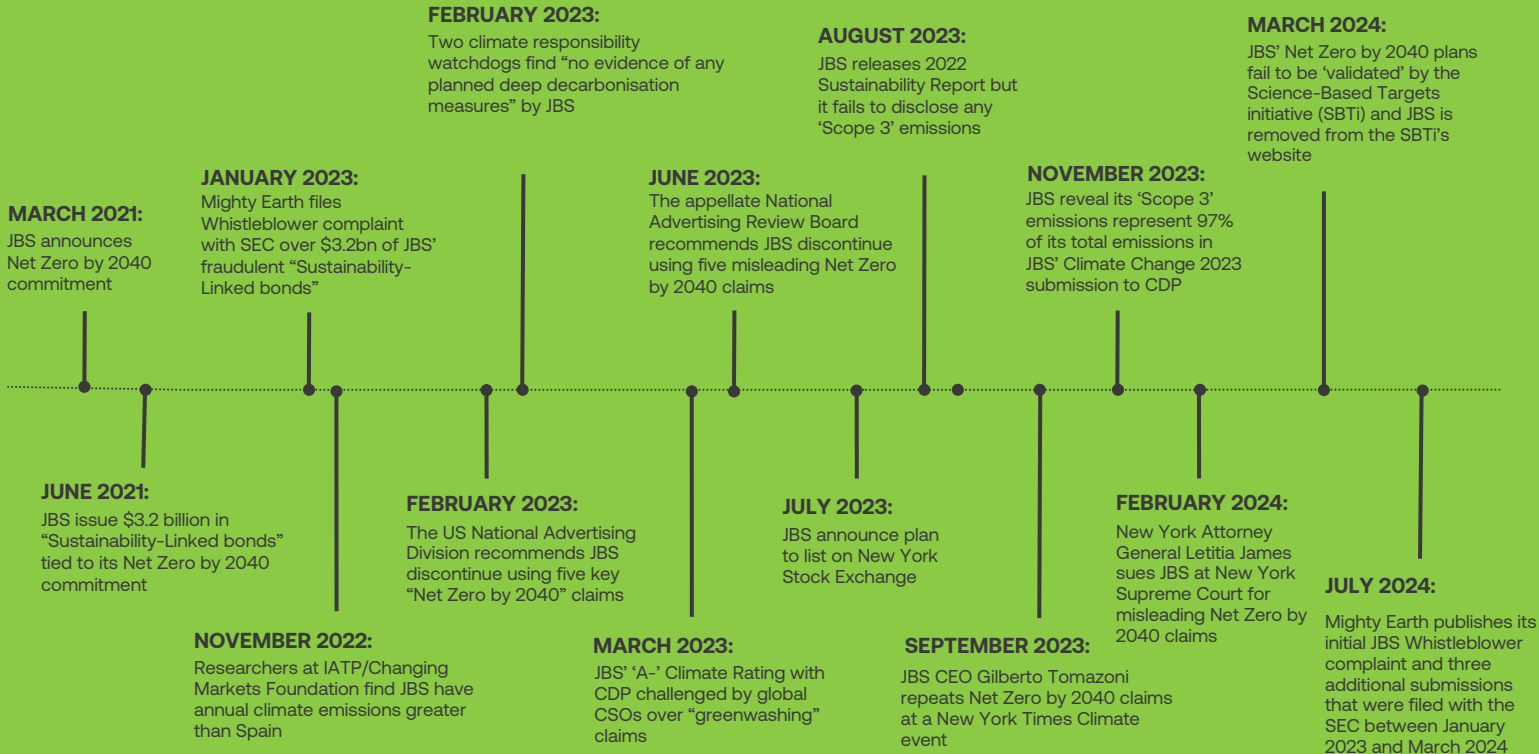 MARCH 2021:
JBS announces
Net Zero by 2040
commitment
JUNE 2021:
JBS issue $3.2 billion in
“Sustainability-Linked bonds”
tied to its Net Zero by 2040
commitment
JANUARY 2023:
Mighty Earth files
Whistleblower complaint
with SEC over $3.2bn of JBS’
fraudulent “Sustainability-
Linked bonds”
NOVEMBER 2022:
Researchers at IATP/Changing
Markets Foundation find JBS have
annual climate emissions greater
than Spain
FEBRUARY 2023:
The US National Advertising
Division recommends JBS
discontinue using five key
“Net Zero by 2040” claims
FEBRUARY 2023:
Two climate responsibility
watchdogs find “no evidence of any
planned deep decarbonisation
measures” by JBS
MARCH 2023:
JBS’ ‘A-’ Climate Rating with
CDP challenged by global
CSOs over “greenwashing”
claims
JUNE 2023:
The appellate National
Advertising Review Board
recommends JBS discontinue
using five misleading Net Zero
by 2040 claims
JULY 2023:
JBS announce plan
to list on New York
Stock Exchange
AUGUST 2023:
JBS releases 2022
Sustainability Report but
it fails to disclose any
‘Scope 3’ emissions
SEPTEMBER 2023:
JBS CEO Gilberto Tomazoni
repeats Net Zero by 2040 claims
at a New York Times Climate
event
NOVEMBER 2023:
JBS reveal its ‘Scope 3’
emissions represent 97%
of its total emissions in
JBS’ Climate Change 2023
submission to CDP
FEBRUARY 2024:
New York Attorney
General Letitia James
sues JBS at New York
Supreme Court for
misleading Net Zero by
2040 claims
MARCH 2024:
JBS’ Net Zero by 2040 plans
fail to be ‘validated’ by the
Science-Based Targets
initiative (SBTi) and JBS is
removed from the SBTi’s
website
JULY 2024:
Mighty Earth publishes its
initial JBS Whistleblower
complaint and three
additional submissions
that were filed with the
SEC between January
2023 and March 2024